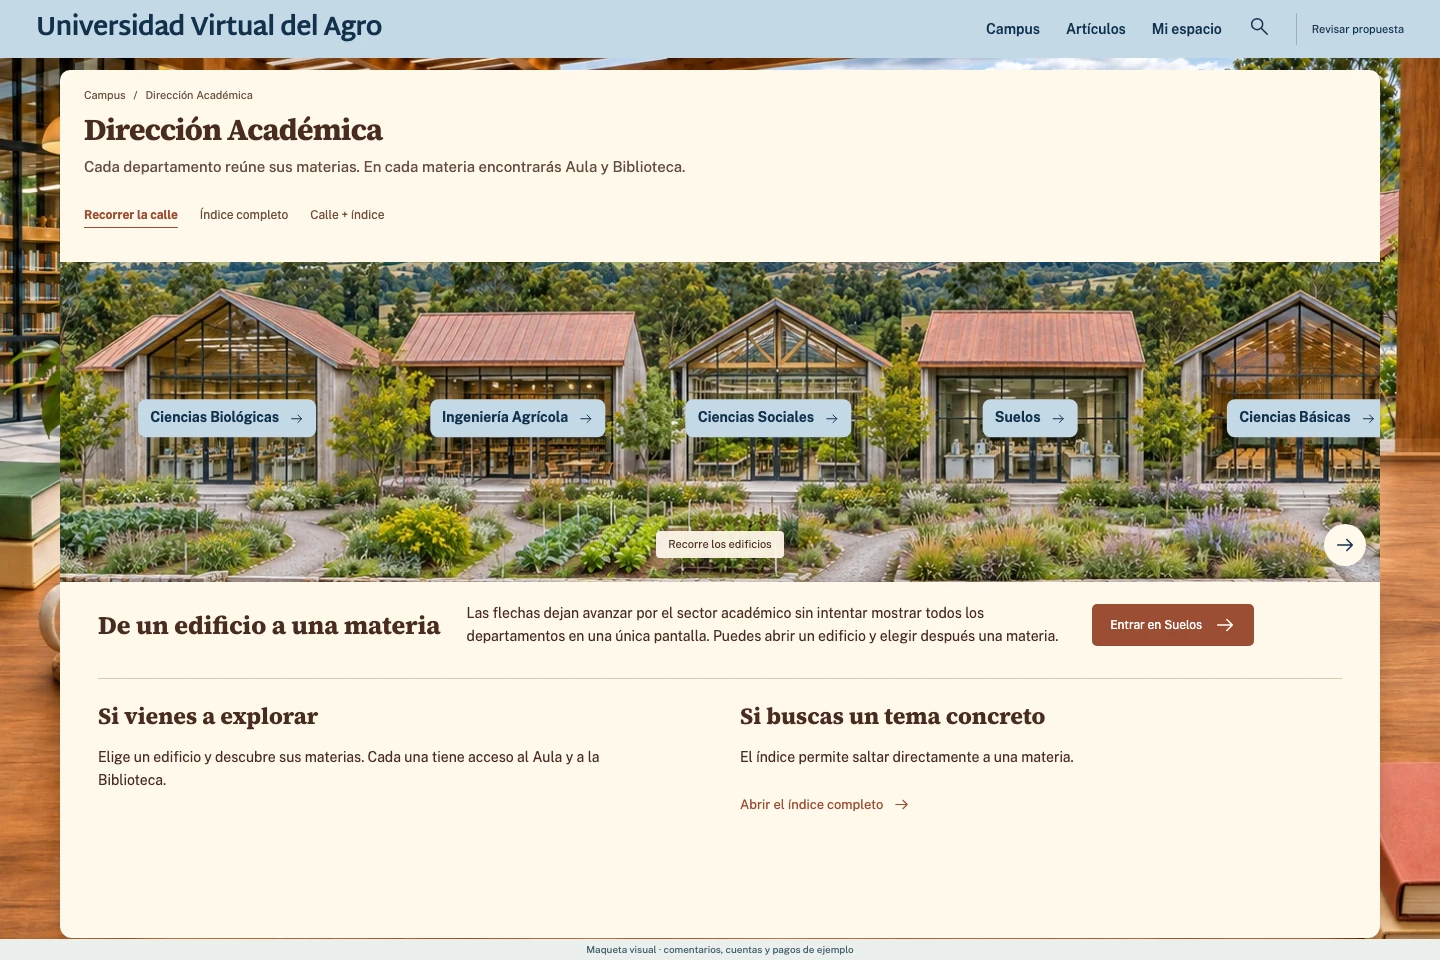 Universidad Virtual del Agro
Campus Artículos Mi espacio Revisar propuesta
Campus / Dirección Académica
Dirección Académica
Cada departamento reúne sus materias. En cada materia encontrarás Aula y Biblioteca.
Recorrer la calle Índice completo Calle + índice
Ciencias Biológicas → Ingeniería Agrícola → Ciencias Sociales → Suelos → Ciencias Básicas →
Recorre los edificios
De un edificio a una materia
Las flechas dejan avanzar por el sector académico sin intentar mostrar todos los
departamentos en una única pantalla. Puedes abrir un edificio y elegir después una materia.
Entrar en Suelos →
Si vienes a explorar
Elige un edificio y descubre sus materias. Cada una tiene acceso al Aula y a la
Biblioteca.
Si buscas un tema concreto
El índice permite saltar directamente a una materia.
Abrir el índice completo →
Maqueta visual · comentarios, cuentas y pagos de ejemplo